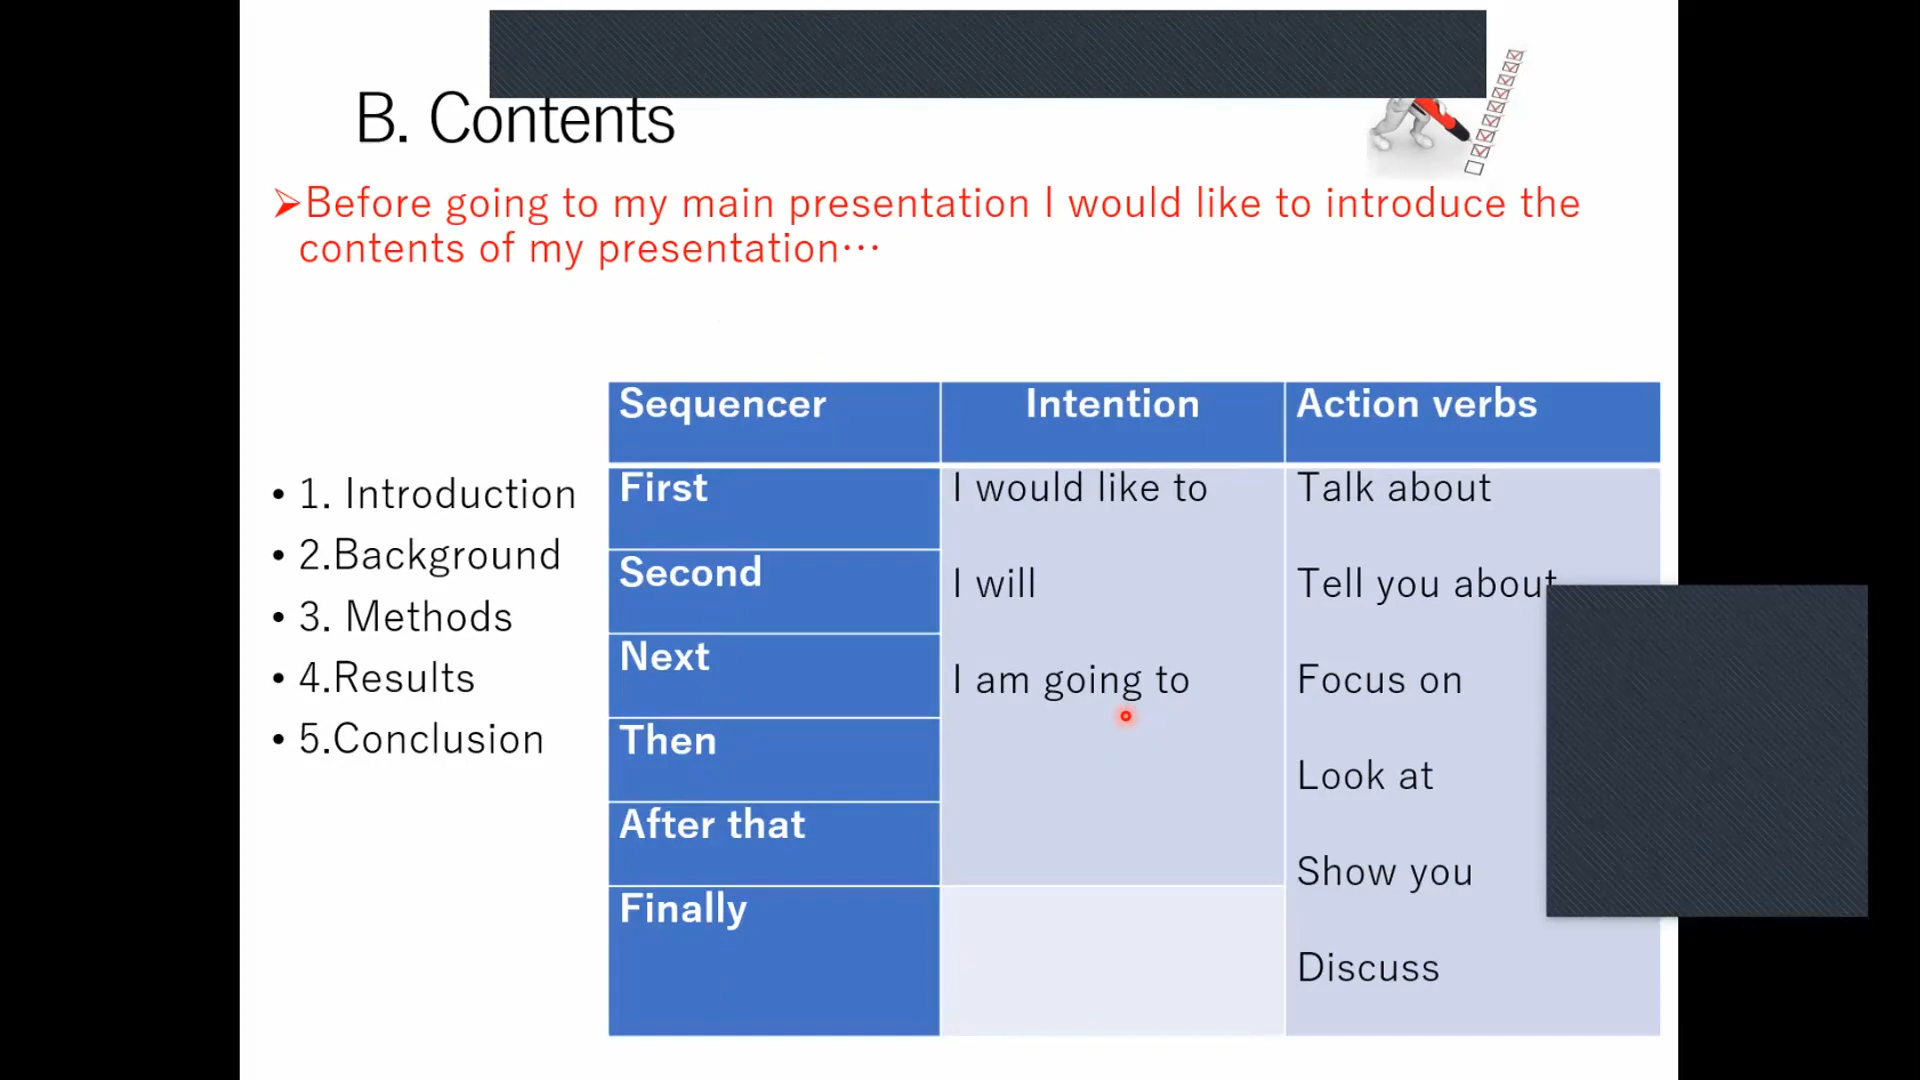 B. Contents
➢Before going to my main presentation I would like to introduce the
contents of my presentation…
• 1. Introduction
• 2.Background
• 3. Methods
• 4.Results
• 5.Conclusion
Sequencer Intention Action verbs
First I would like to Talk about
Second I will Tell you about
Next I am going to Focus on
Then Look at
After that Show you
Finally Discuss